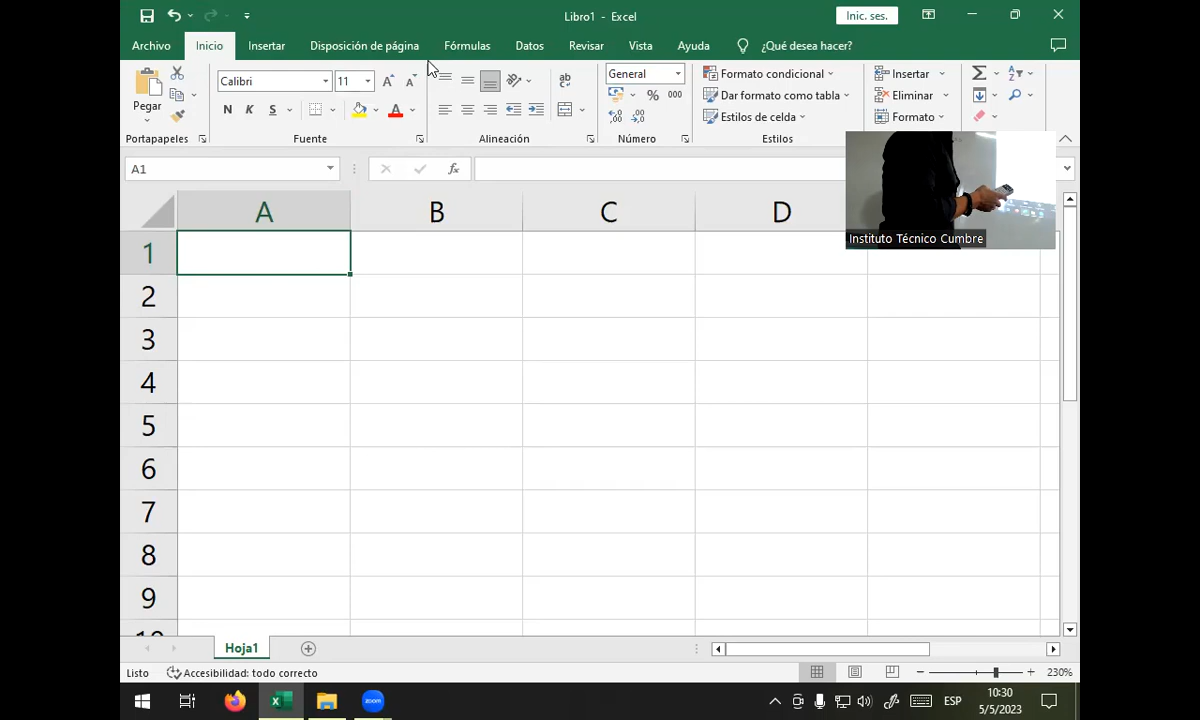 Libro1 - Excel
Inic. ses.
Archivo
Inicio
Insertar
Disposición de página
Fórmulas
Datos
Revisar
Vista
Ayuda
¿Qué desea hacer?
Pegar
Portapapeles
Calibri
11
N K S
Fuente
Alineación
General
% 000
Número
Formato condicional
Dar formato como tabla
Estilos de celda
Estilos
Insertar
Eliminar
Formato
A1
fx
Instituto Técnico Cumbre
A B C D
1
2
3
4
5
6
7
8
9
10
Hoja1
Listo
Accesibilidad: todo correcto
230%
zoom
ESP
10:30
5/5/2023